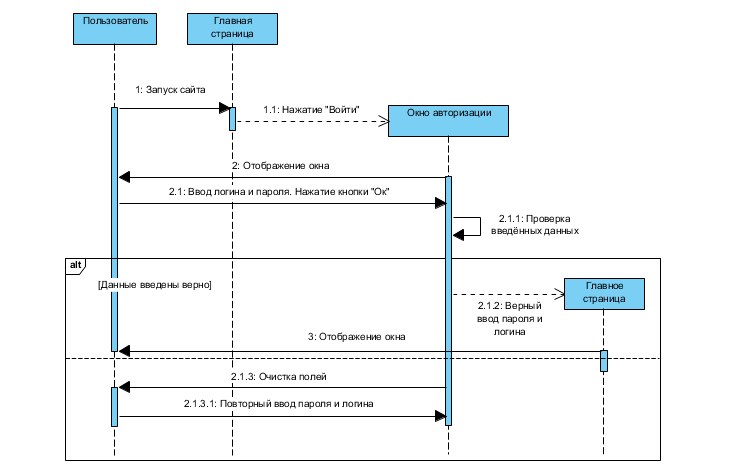 Пользователь
Главная
страница
1: Запуск сайта
1.1: Нажатие "Войти"
Окно авторизации
2: Отображение окна
2.1: Ввод логина и пароля. Нажатие кнопки "Ок"
2.1.1: Проверка
введённых данных
alt
[Данные введены верно]
Главное
страница
2.1.2: Верный
ввод пароля и
логина
3: Отображение окна
2.1.3: Очистка полей
2.1.3.1: Повторный ввод пароля и логина